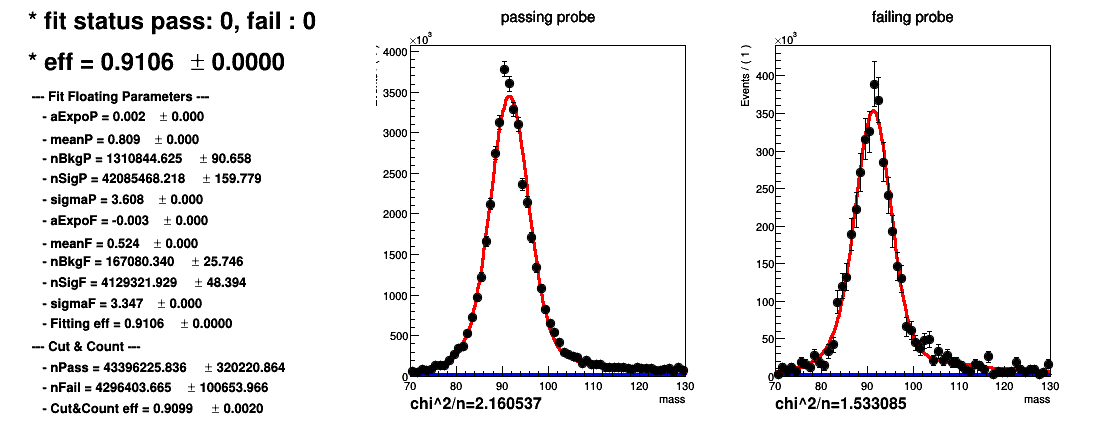 * fit status pass: 0, fail : 0
* eff = 0.9106 ± 0.0000
--- Fit Floating Parameters ---
- aExpoP = 0.002 ± 0.000
- meanP = 0.809 ± 0.000
- nBkgP = 1310844.625 ± 90.658
- nSigP = 42085468.218 ± 159.779
- sigmaP = 3.608 ± 0.000
- aExpoF = -0.003 ± 0.000
- meanF = 0.524 ± 0.000
- nBkgF = 167080.340 ± 25.746
- nSigF = 4129321.929 ± 48.394
- sigmaF = 3.347 ± 0.000
- Fitting eff = 0.9106 ± 0.0000
--- Cut & Count ---
- nPass = 43396225.836 ± 320220.864
- nFail = 4296403.665 ± 100653.966
- Cut&Count eff = 0.9099 ± 0.0020
passing probe
×10³
4000
3500
3000
2500
2000
1500
1000
500
0
70 80 90 100 110 120 130
mass
chi^2/n=2.160537
failing probe
×10³
Events / ( 1 )
400
350
300
250
200
150
100
50
0
70 80 90 100 110 120 130
mass
chi^2/n=1.533085